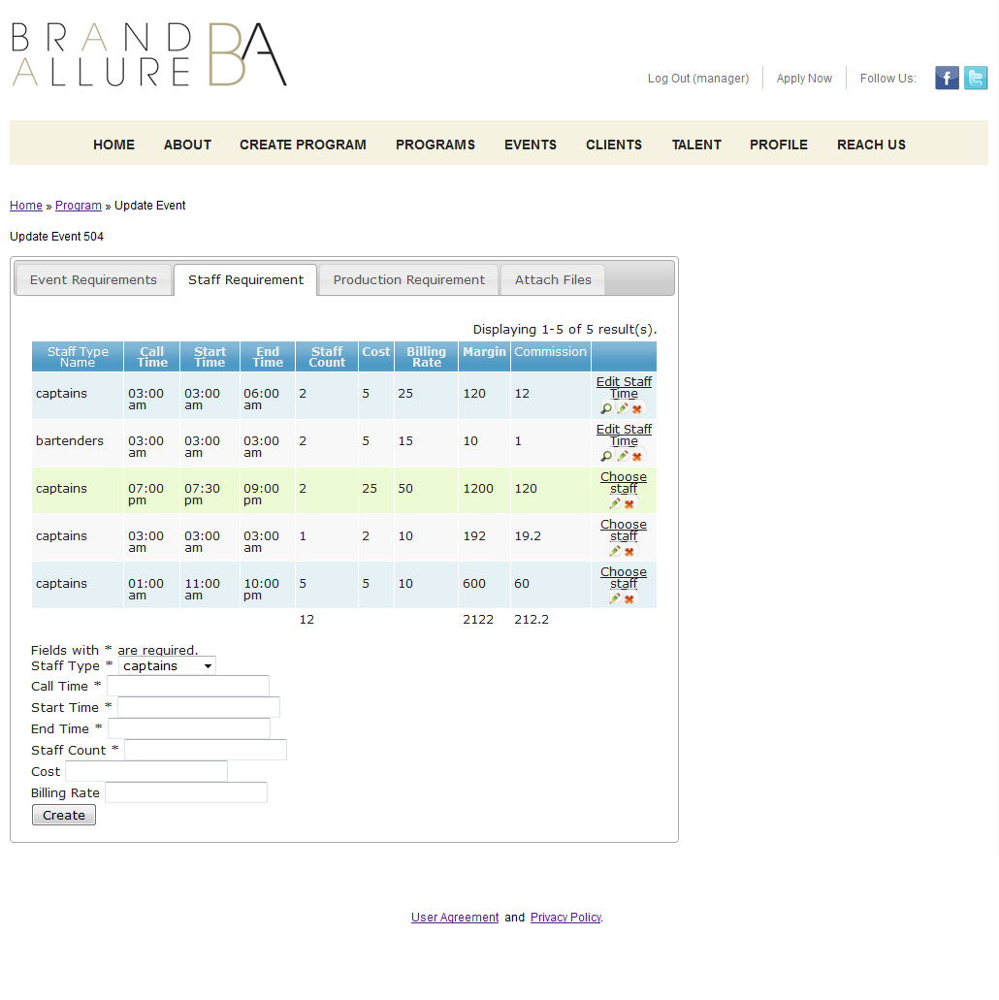 BRAND BA
ALLURE
Log Out (manager) Apply Now Follow Us:
HOME ABOUT CREATE PROGRAM PROGRAMS EVENTS CLIENTS TALENT PROFILE REACH US
Home » Program » Update Event
Update Event 504
Event Requirements Staff Requirement Production Requirement Attach Files
Displaying 1-5 of 5 result(s).
Staff Type Call Start End Staff Cost Billing Margin Commission
Name Time Time Time Count Rate
Edit Staff
captains 03:00 03:00 06:00 2 5 25 120 12 Time
am am am
Edit Staff
bartenders 03:00 03:00 03:00 2 5 15 10 1 Time
am am am
Choose
captains 07:00 07:30 09:00 2 25 50 1200 120 staff
pm pm pm
Choose
captains 03:00 03:00 03:00 1 2 10 192 19.2 staff
am am am
Choose
captains 01:00 11:00 10:00 5 5 10 600 60 staff
am am pm
12 2122 212.2
Fields with * are required.
Staff Type * captains
Call Time *
Start Time *
End Time *
Staff Count *
Cost
Billing Rate
Create
User Agreement and Privacy Policy.